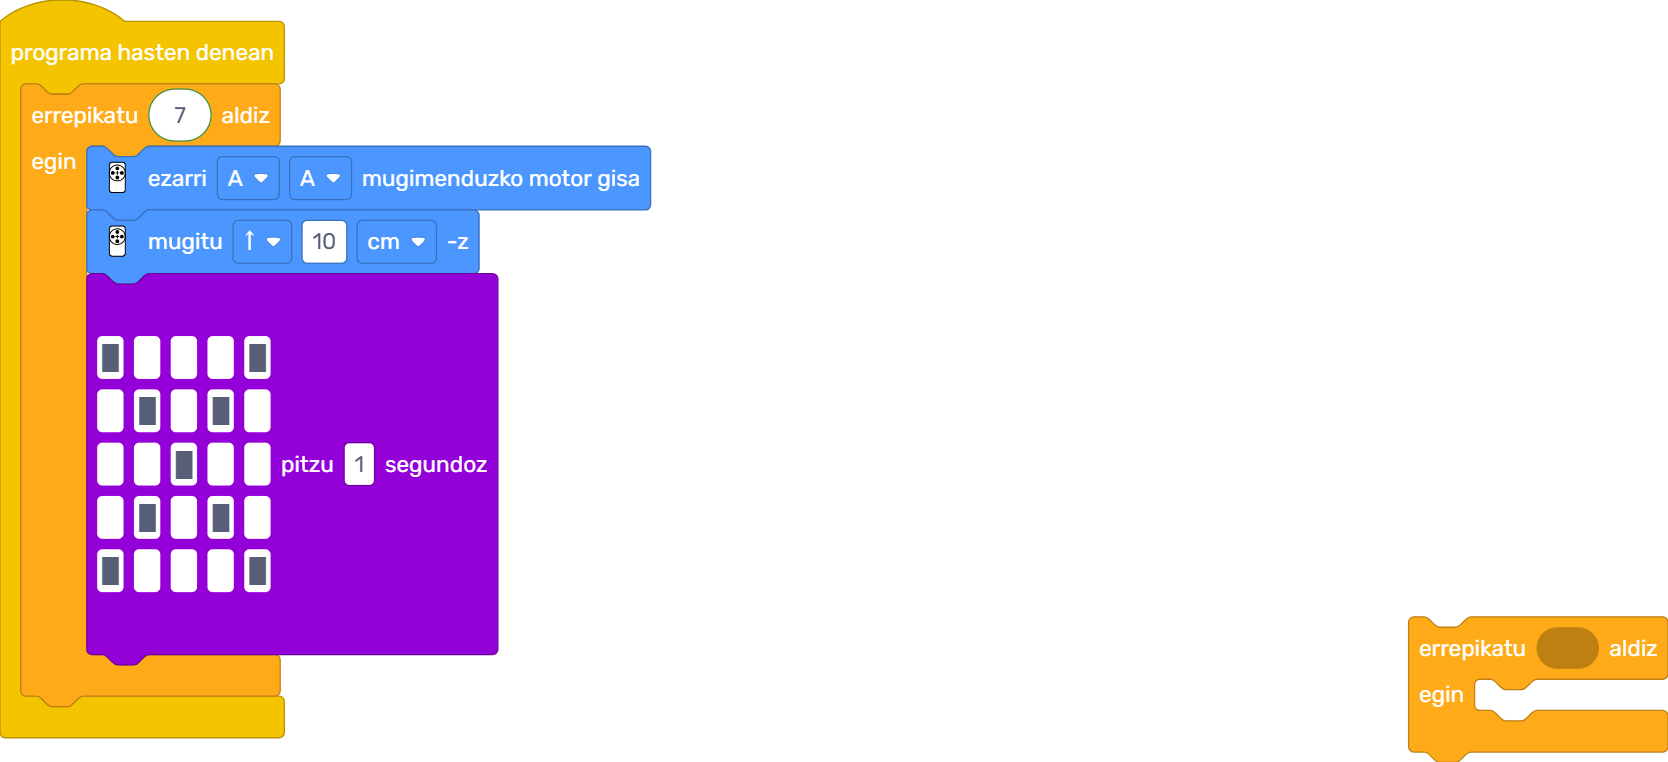 programa hasten denean
errepikatu 7 aldiz
egin
ezarri A A mugimenduzko motor gisa
mugitu ↑ 10 cm -z
pitzu 1 segundoz
errepikatu aldiz
egin